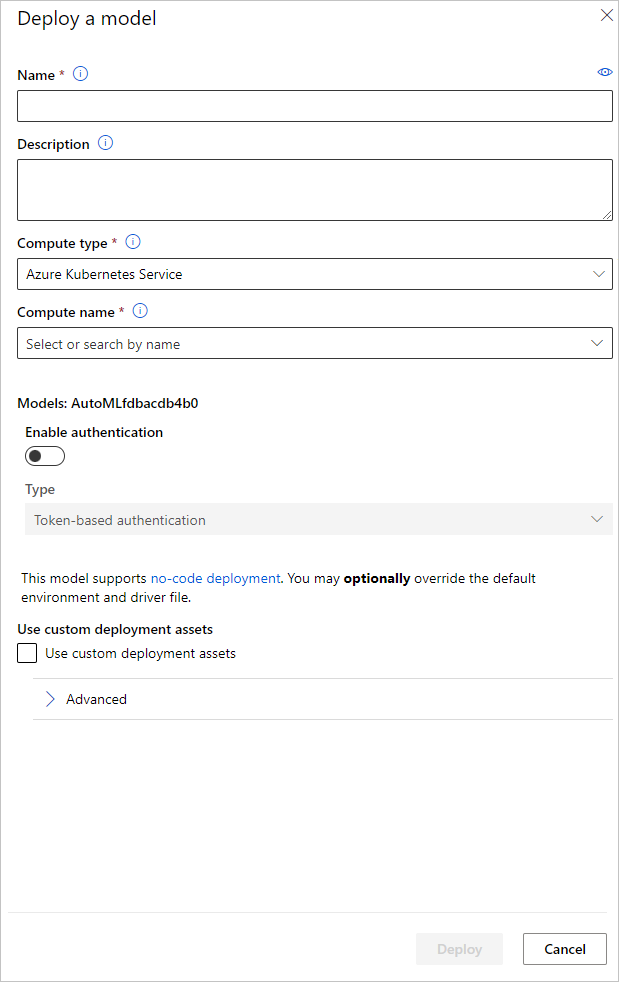 Deploy a model
Name *
Description
Compute type *
Azure Kubernetes Service
Compute name *
Select or search by name
Models: AutoMLfdbacdb4b0
Enable authentication
Type
Token-based authentication
This model supports no-code deployment. You may optionally override the default
environment and driver file.
Use custom deployment assets
Use custom deployment assets
Advanced
Deploy
Cancel